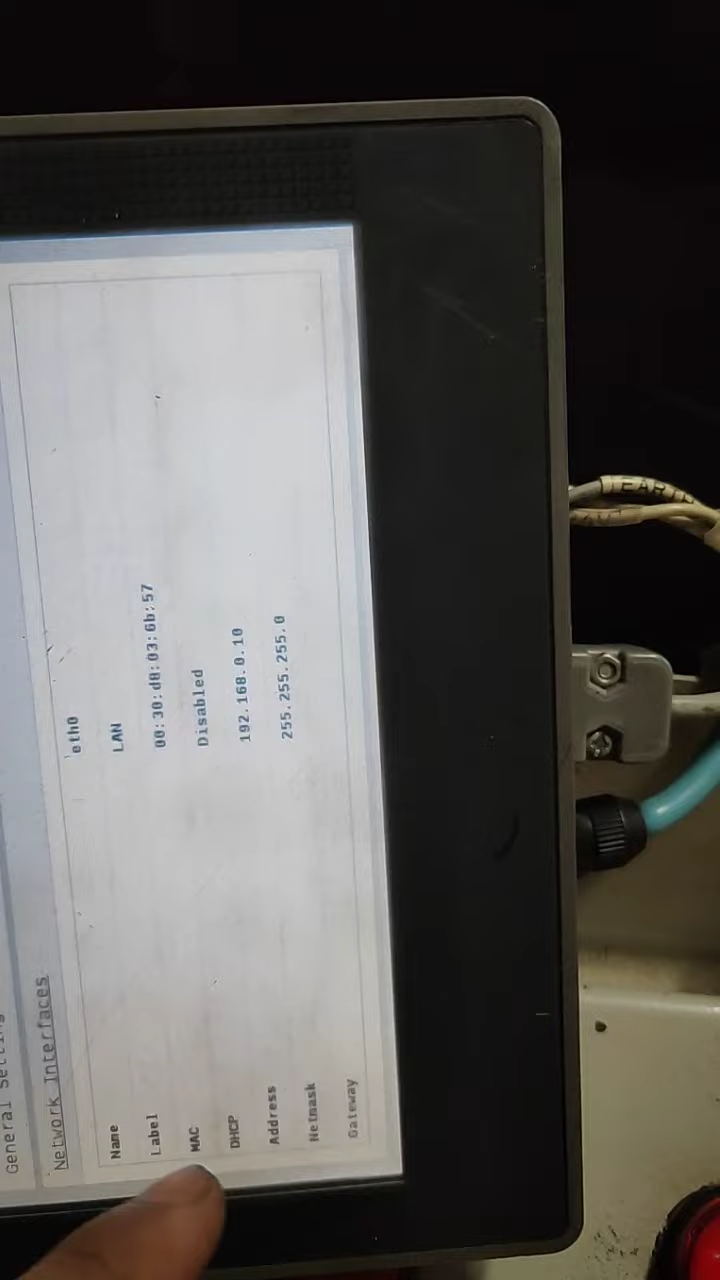 General Setting
Network Interfaces
Name eth0
Label LAN
MAC 00:30:d8:03:6b:57
DHCP Disabled
Address 192.168.0.10
Netmask 255.255.255.0
Gateway